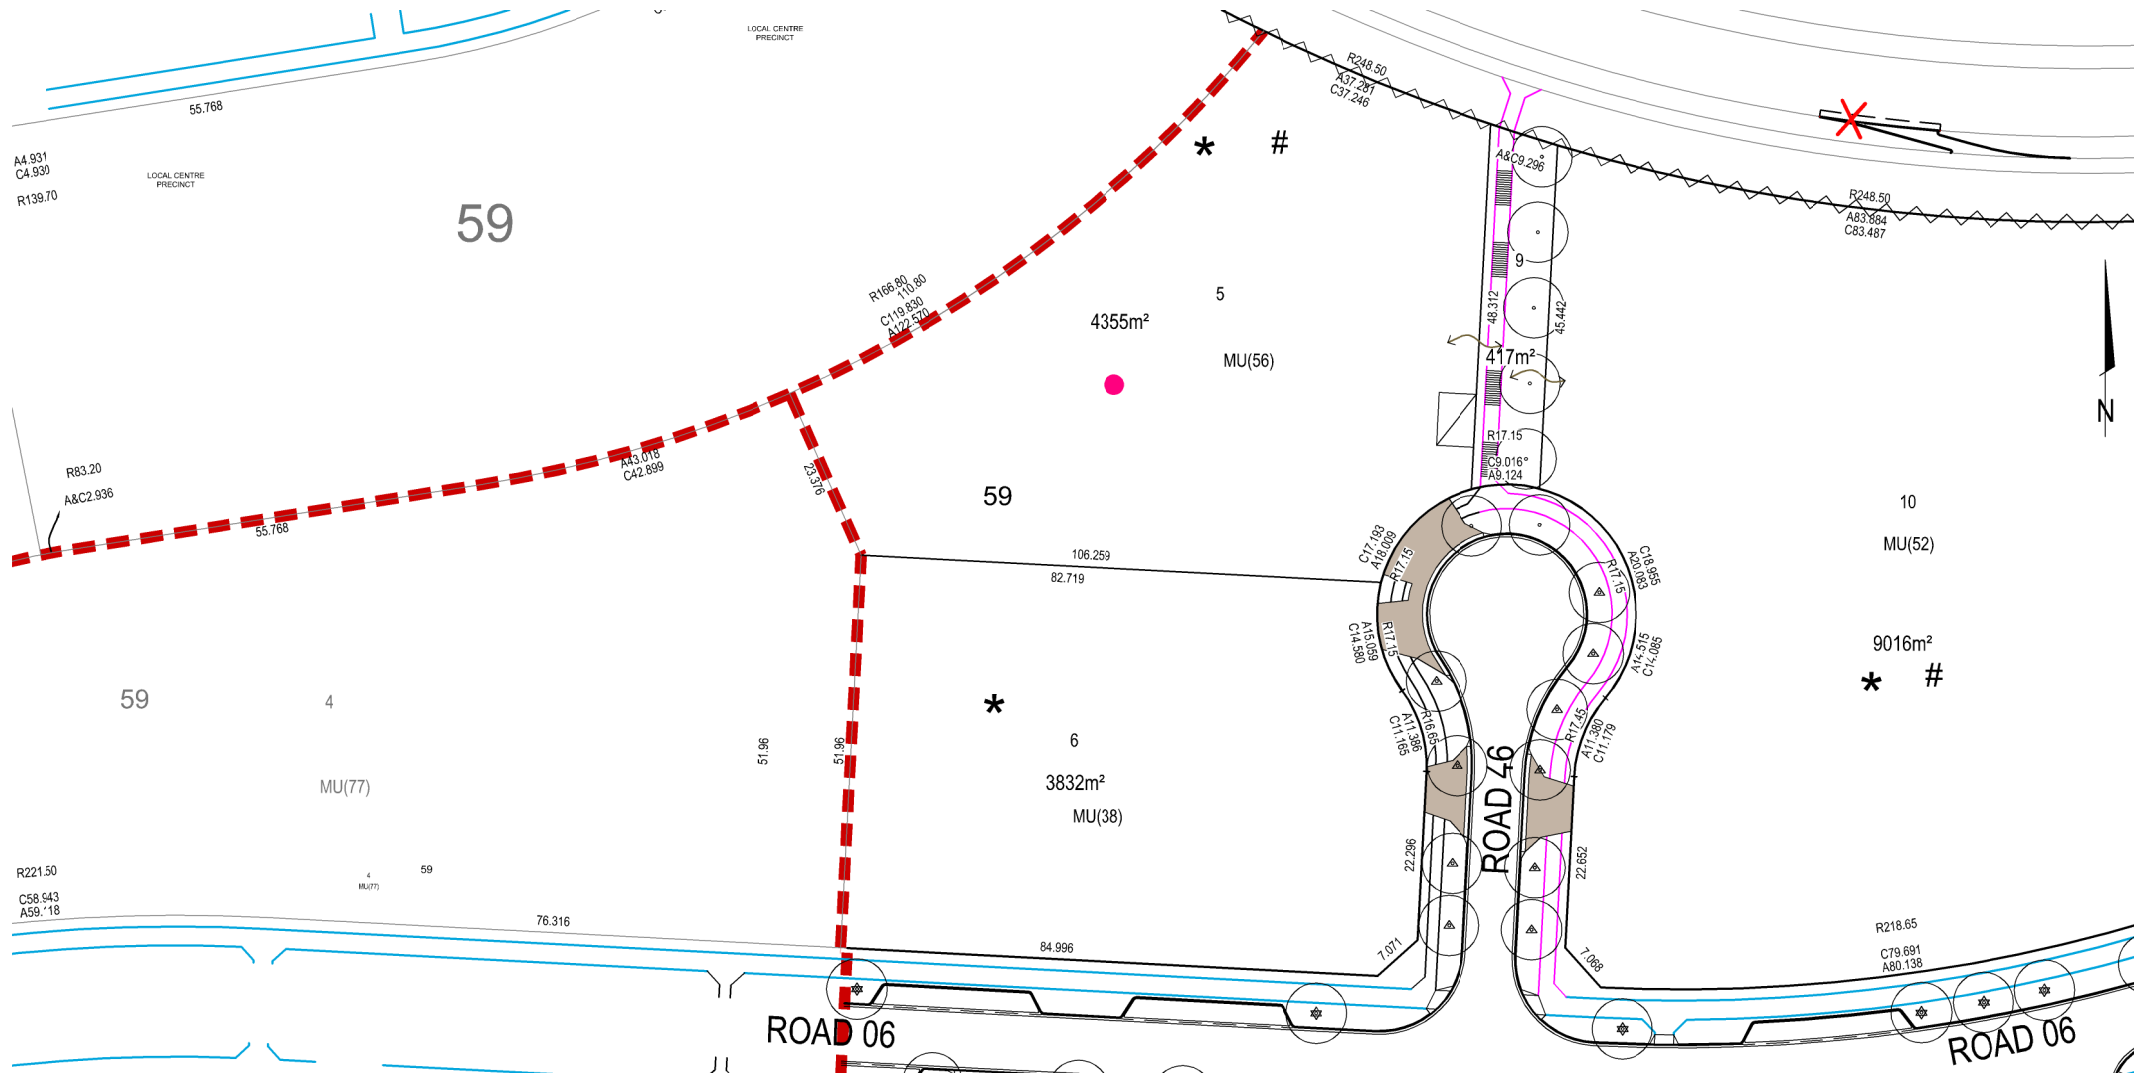 LOCAL CENTRE
PRECINCT
55.768
A4.931
C4.930
R139.70
LOCAL CENTRE
PRECINCT
59
R248.50
A37.281
C37.246
*
#
A&C9.296
R248.50
A83.884
C83.487
9
R166.80
110.80
C119.830
A122.570
5
4355m²
MU(56)
48.312
45.442
417m²
N
R17.15
C9.016
A9.124
R83.20
A&C2.936
A43.018
C42.899
23.376
55.768
59
10
MU(52)
106.259
82.719
C17.193
A18.009
R17.15
C18.955
A20.083
R17.15
R17.15
A15.059
C14.580
A14.515
C14.085
9016m²
*
#
59
4
MU(77)
*
6
3832m²
MU(38)
51.96
51.96
R16.65
A11.386
C11.165
R17.45
A11.380
C11.179
ROAD 46
22.296
22.652
R221.50
C58.943
4
MU(77)
59
76.316
84.996
7.071
7.068
R218.65
C79.691
A80.138
ROAD 06
ROAD 06